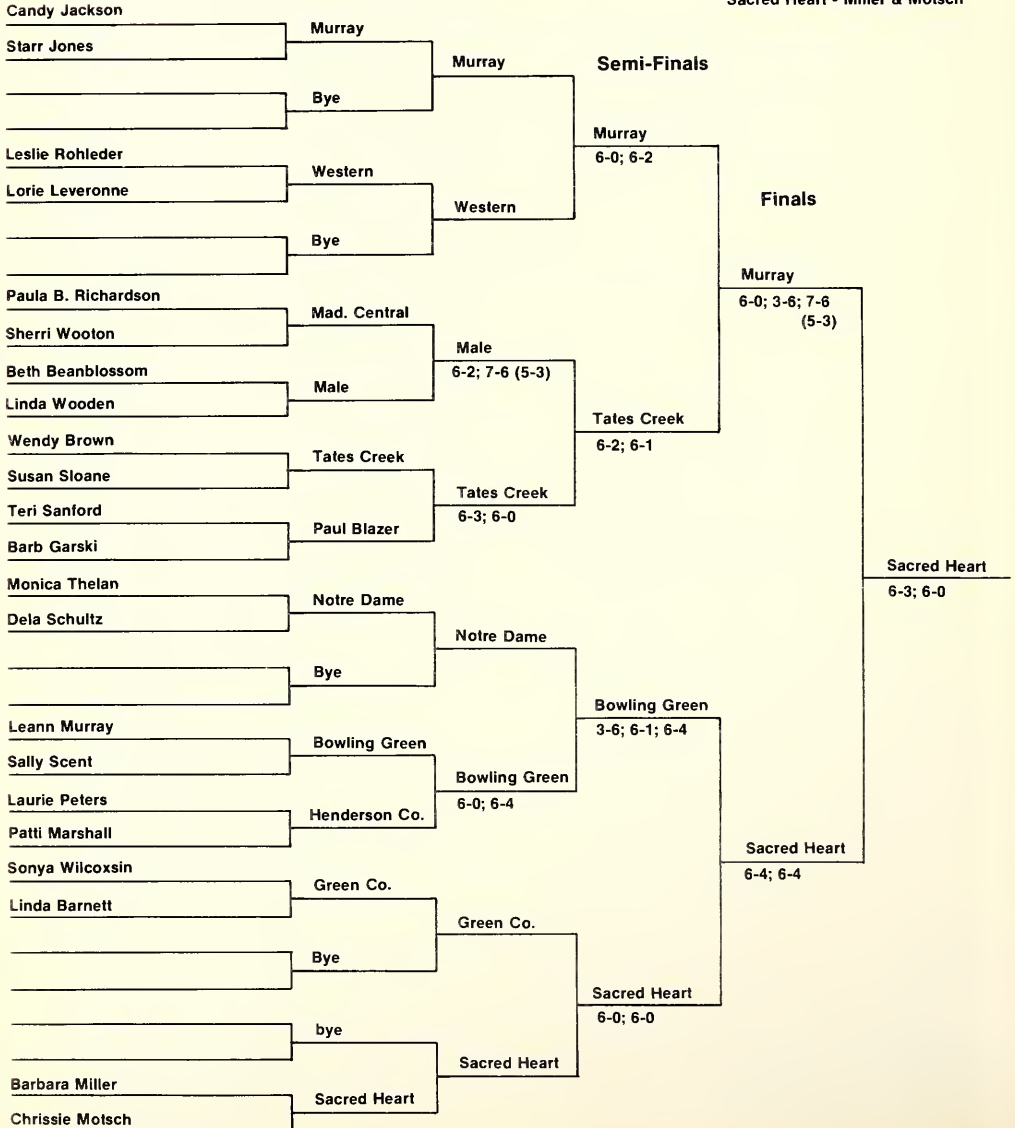 Sacred Heart - Miller & Motsch
Candy Jackson
Murray
Starr Jones
Murray
Semi-Finals
Bye
Murray
6-0; 6-2
Leslie Rohleder
Western
Lorie Leveronne
Western
Finals
Bye
Murray
6-0; 3-6; 7-6
(5-3)
Paula B. Richardson
Mad. Central
Sherri Wooton
Male
6-2; 7-6 (5-3)
Beth Beanblossom
Male
Linda Wooden
Tates Creek
6-2; 6-1
Wendy Brown
Tates Creek
Susan Sloane
Tates Creek
6-3; 6-0
Teri Sanford
Paul Blazer
Barb Garski
Sacred Heart
6-3; 6-0
Monica Thelan
Notre Dame
Dela Schultz
Notre Dame
Bye
Bowling Green
3-6; 6-1; 6-4
Leann Murray
Bowling Green
Sally Scent
Bowling Green
6-0; 6-4
Laurie Peters
Henderson Co.
Patti Marshall
Sacred Heart
6-4; 6-4
Sonya Wilcoxsin
Green Co.
Linda Barnett
Green Co.
Bye
Sacred Heart
6-0; 6-0
bye
Sacred Heart
Barbara Miller
Sacred Heart
Chrissie Motsch